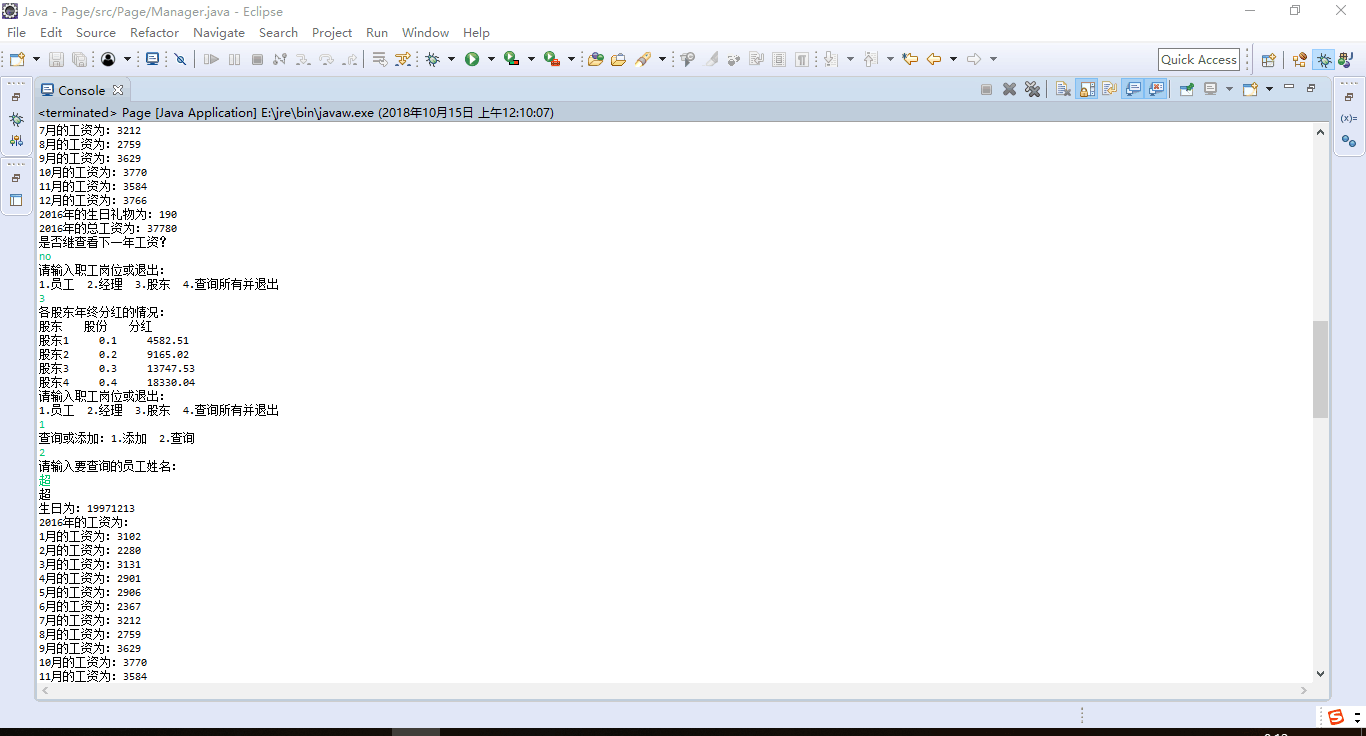 Java - Page/src/Page/Manager.java - Eclipse
File Edit Source Refactor Navigate Search Project Run Window Help
Quick Access
Console
<terminated> Page [Java Application] E:\jre\bin\javaw.exe (2018年10月15日 上午12:10:07)
7月的工资为：3212
8月的工资为：2759
9月的工资为：3629
10月的工资为：3770
11月的工资为：3584
12月的工资为：3766
2016年的生日礼物为：190
2016年的总工资为：37780
是否继查看下一年工资？
no
请输入职工岗位或退出：
1.员工 2.经理 3.股东 4.查询所有并退出
3
各股东年终分红的情况：
股东 股份 分红
股东1 0.1 4582.51
股东2 0.2 9165.02
股东3 0.3 13747.53
股东4 0.4 18330.04
请输入职工岗位或退出：
1.员工 2.经理 3.股东 4.查询所有并退出
1
查询或添加：1.添加 2.查询
2
请输入要查询的员工姓名：
超
超
生日为：19971213
2016年的工资为：
1月的工资为：3102
2月的工资为：2280
3月的工资为：3131
4月的工资为：2901
5月的工资为：2906
6月的工资为：2367
7月的工资为：3212
8月的工资为：2759
9月的工资为：3629
10月的工资为：3770
11月的工资为：3584